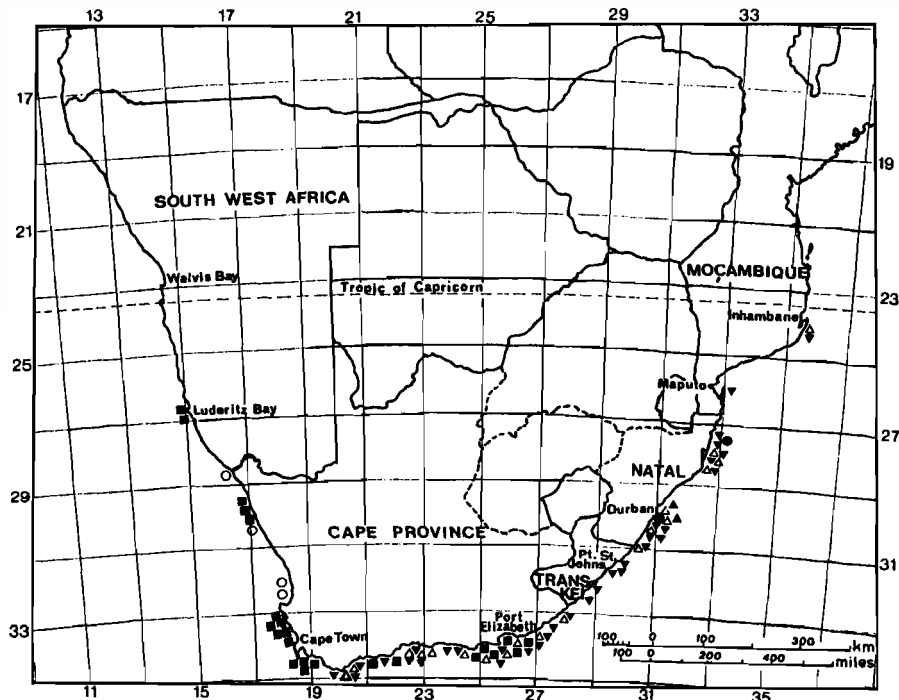 13 17 21 25 29 33
17
19
SOUTH WEST AFRICA
21
Walvis Bay
MOÇAMBIQUE
Tropic of Capricorn
23
Inhambane
25
Maputo
Luderitz Bay
27
NATAL
29
Durban
CAPE PROVINCE
31
Pt. St.
Johns
TRANS
KEI
Port
Elizabeth
33
Cape Town
100 0 100 300 km
100 200 400 miles
11 15 19 23 27 31 35